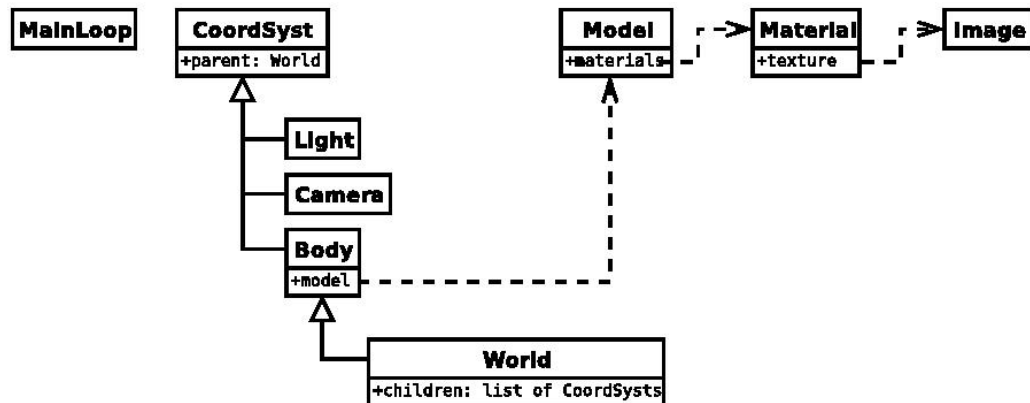 MainLoop
CoordSyst
+parent: World
Model
+materials
Material
+texture
Image
Light
Camera
Body
+model
World
+children: list of CoordSysts